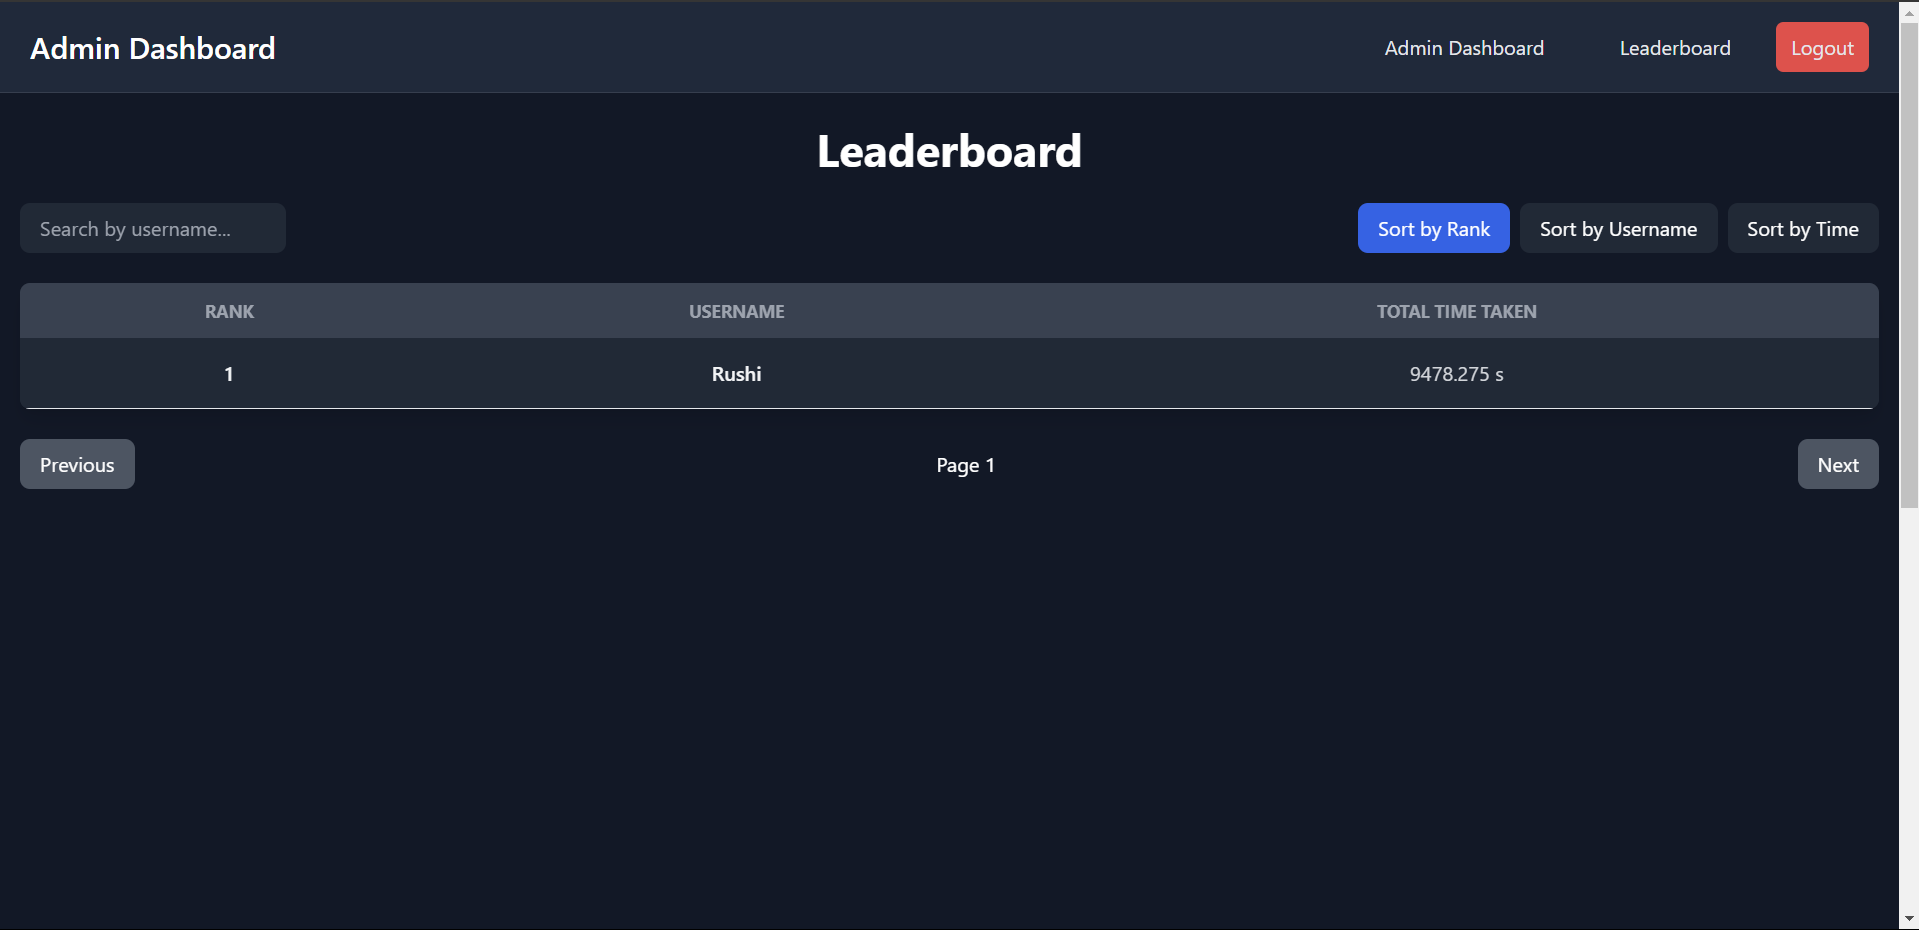 Admin Dashboard
Admin Dashboard Leaderboard Logout
Leaderboard
Search by username...
Sort by Rank Sort by Username Sort by Time
RANK USERNAME TOTAL TIME TAKEN
1 Rushi 9478.275 s
Previous Page 1 Next